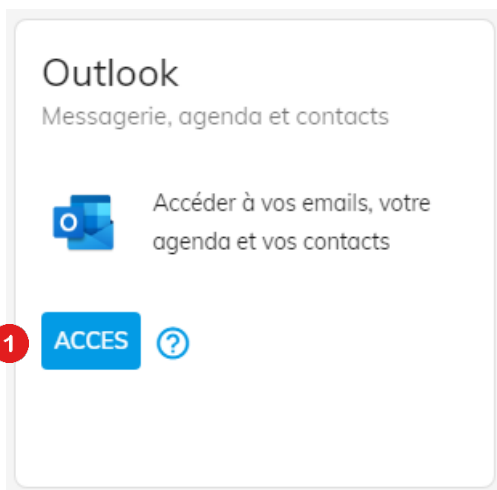 Outlook
Messagerie, agenda et contacts
O
Accéder à vos emails, votre
agenda et vos contacts
1
ACCES ?